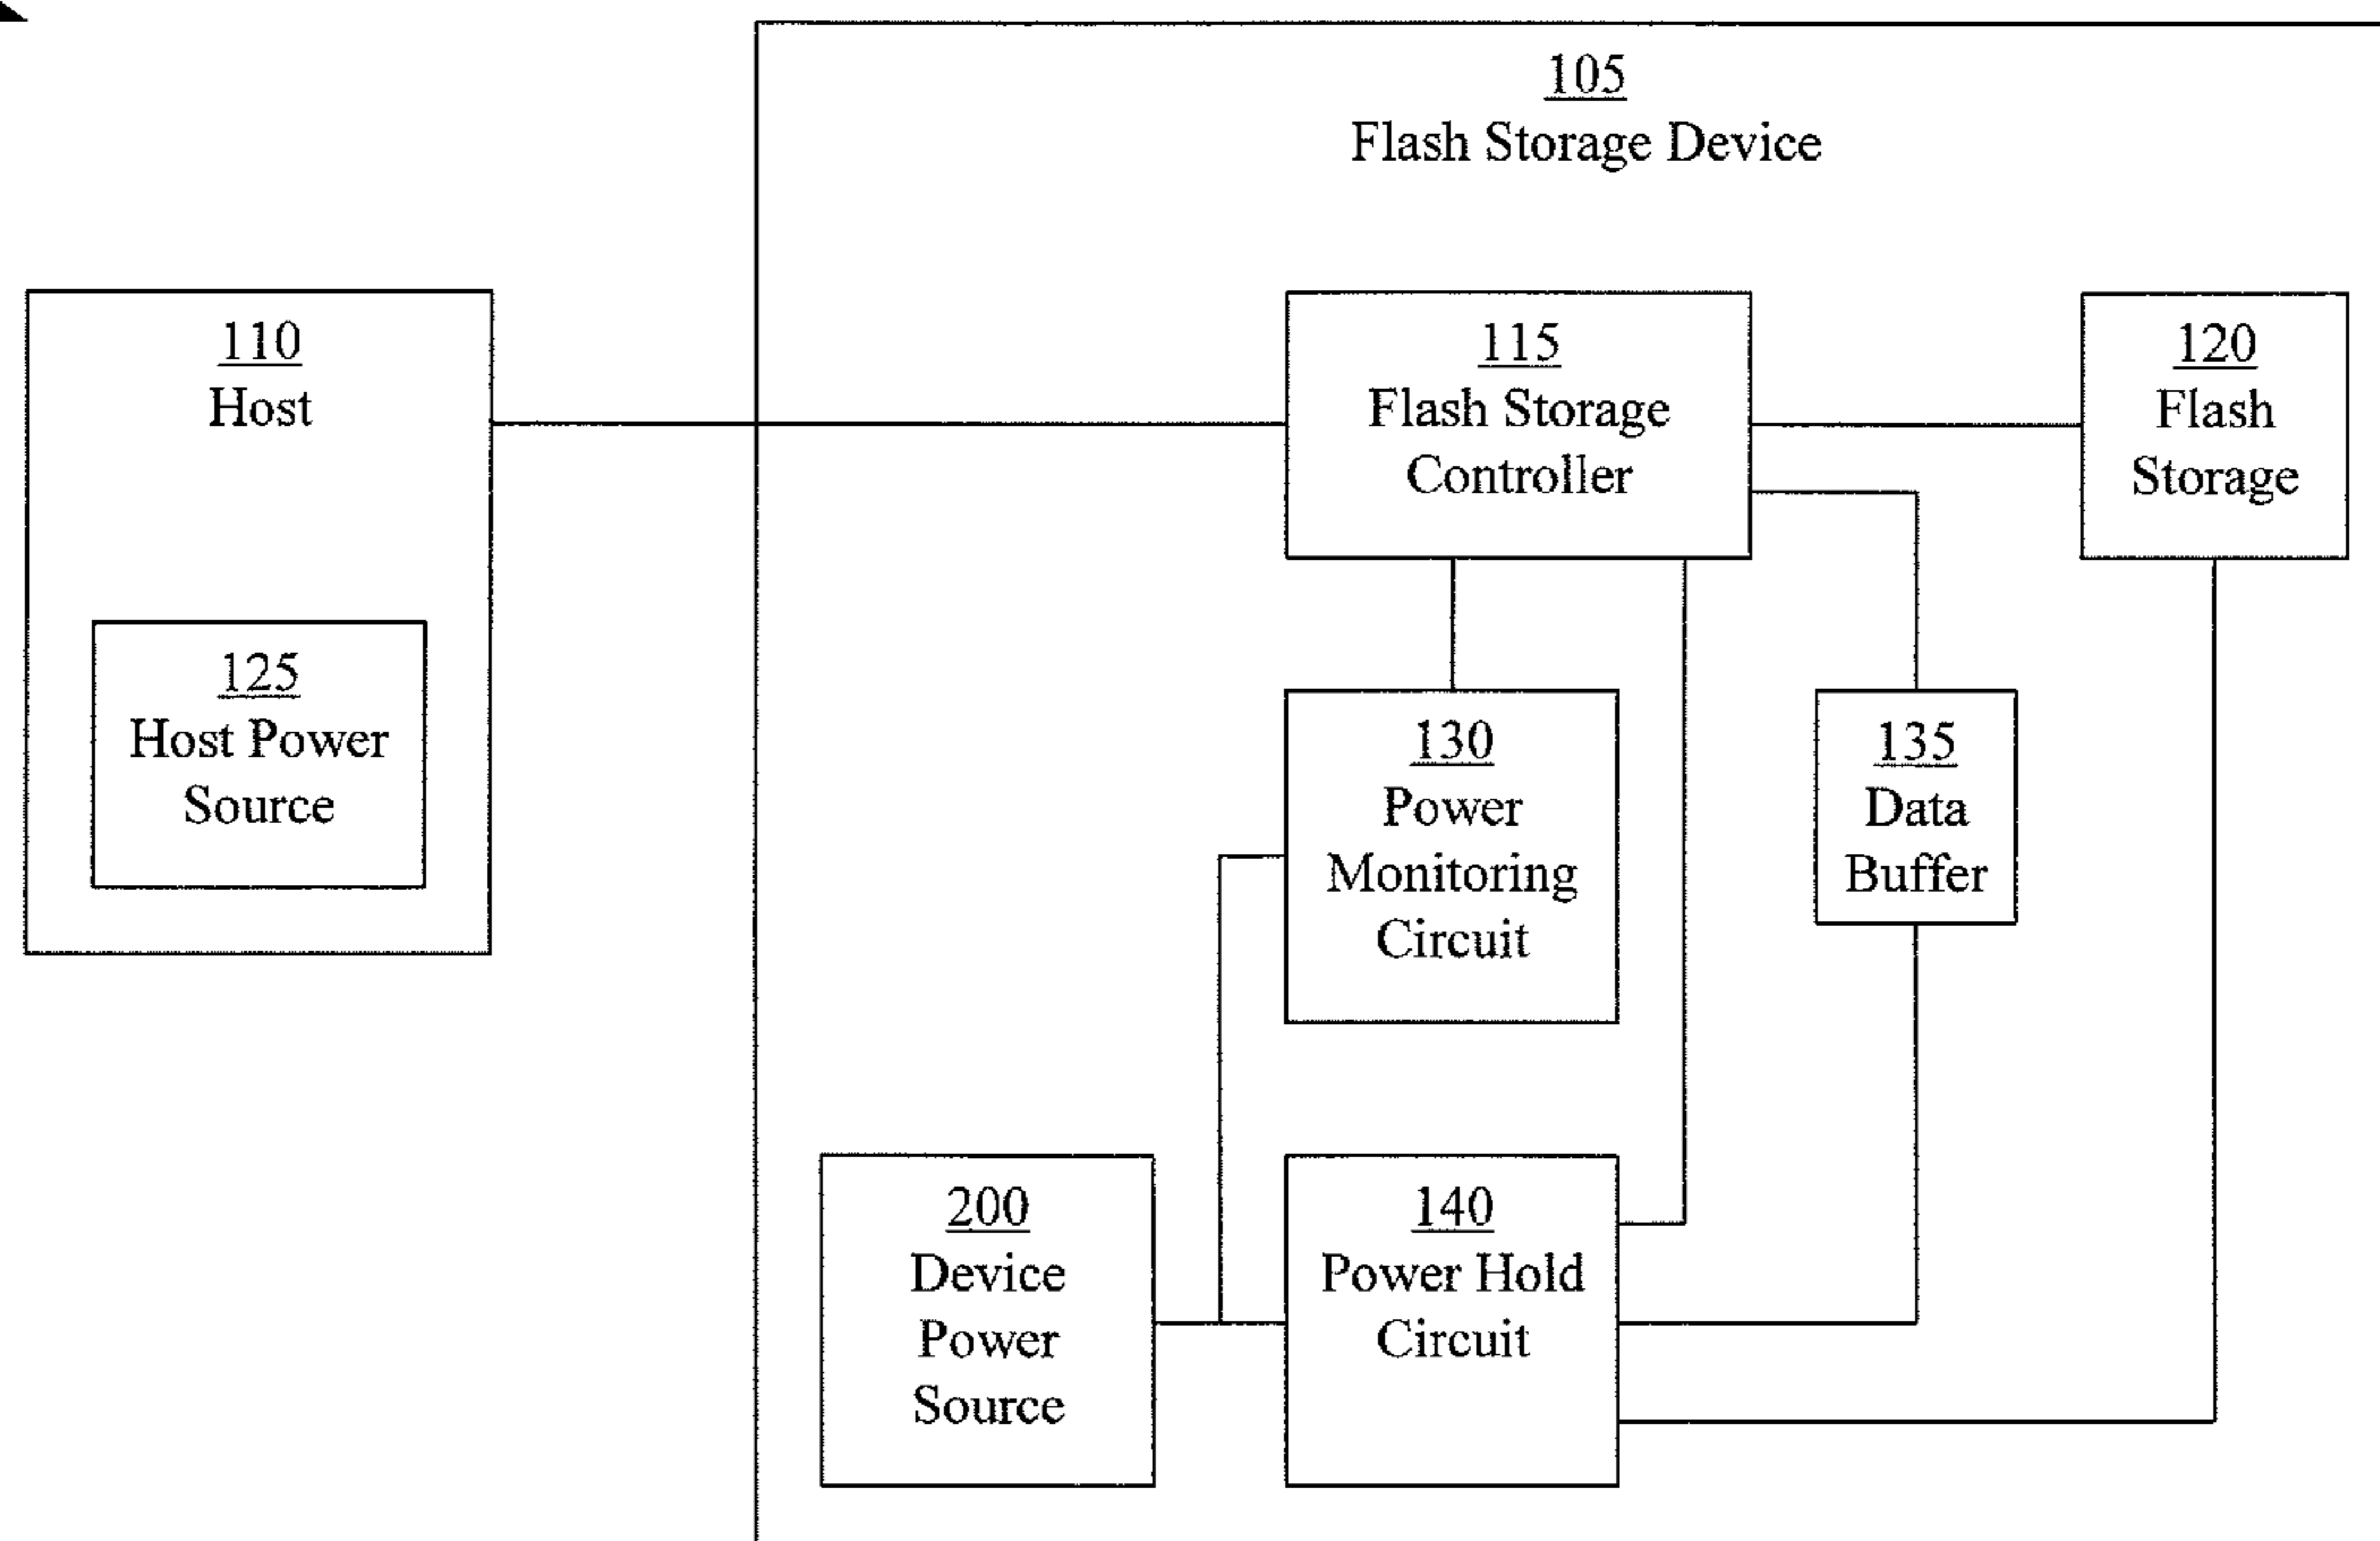 105
Flash Storage Device
110
Host
115
Flash Storage
Controller
120
Flash
Storage
125
Host Power
Source
130
Power
Monitoring
Circuit
135
Data
Buffer
200
Device
Power
Source
140
Power Hold
Circuit